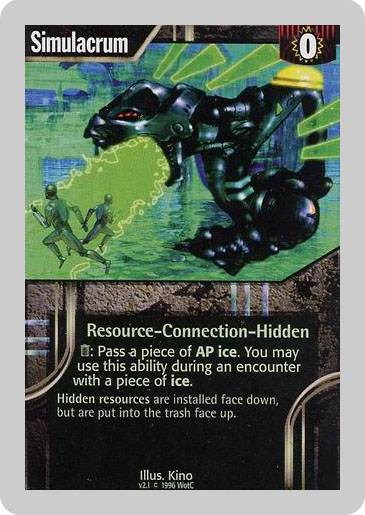 Simulacrum
0
Resource-Connection-Hidden
: Pass a piece of AP ice. You may
use this ability during an encounter
with a piece of ice.
Hidden resources are installed face down,
but are put into the trash face up.
Illus. Kino
v2.1 © 1996 WotC